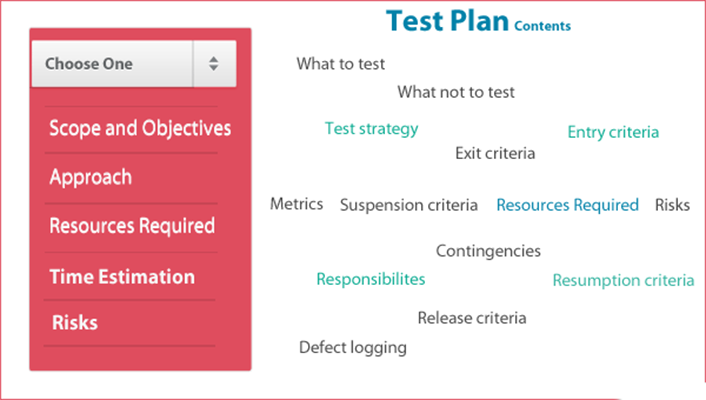 Test Plan Contents
Choose One
Scope and Objectives
Approach
Resources Required
Time Estimation
Risks
What to test
What not to test
Test strategy
Entry criteria
Exit criteria
Metrics
Suspension criteria
Resources Required
Risks
Contingencies
Responsibilites
Resumption criteria
Release criteria
Defect logging